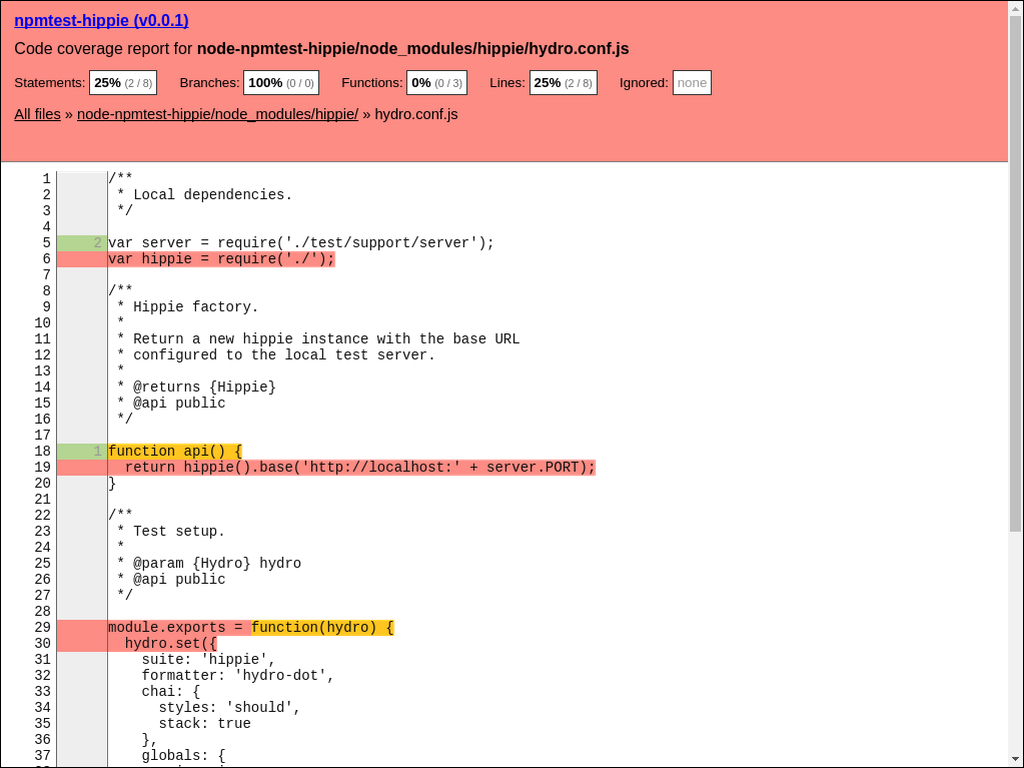 npmtest-hippie (v0.0.1)
Code coverage report for node-npmtest-hippie/node_modules/hippie/hydro.conf.js
Statements: 25% (2 / 8) Branches: 100% (0 / 0) Functions: 0% (0 / 3) Lines: 25% (2 / 8) Ignored: none
All files » node-npmtest-hippie/node_modules/hippie/ » hydro.conf.js
1 /**
2  * Local dependencies.
3  */
4
5 2 var server = require('./test/support/server');
6 var hippie = require('./');
7
8 /**
9  * Hippie factory.
10  *
11  * Return a new hippie instance with the base URL
12  * configured to the local test server.
13  *
14  * @returns {Hippie}
15  * @api public
16  */
17
18 1 function api() {
19   return hippie().base('http://localhost:' + server.PORT);
20 }
21
22 /**
23  * Test setup.
24  *
25  * @param {Hydro} hydro
26  * @api public
27  */
28
29 module.exports = function(hydro) {
30   hydro.set({
31     suite: 'hippie',
32     formatter: 'hydro-dot',
33     chai: {
34       styles: 'should',
35       stack: true
36     },
37     globals: {